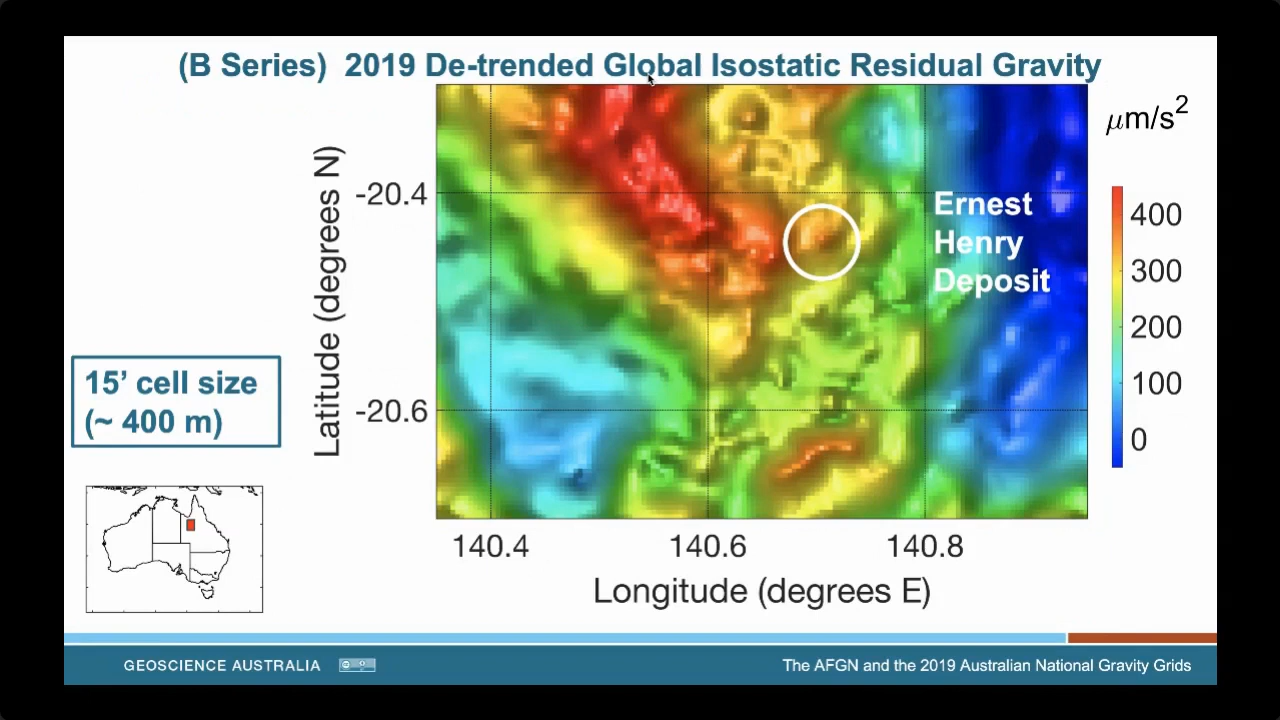 (B Series) 2019 De-trended Global Isostatic Residual Gravity
μm/s²
Latitude (degrees N)
-20.4
-20.6
Ernest
Henry
Deposit
400
300
200
100
0
15’ cell size
(~ 400 m)
140.4
140.6
140.8
Longitude (degrees E)
GEOSCIENCE AUSTRALIA
The AFGN and the 2019 Australian National Gravity Grids